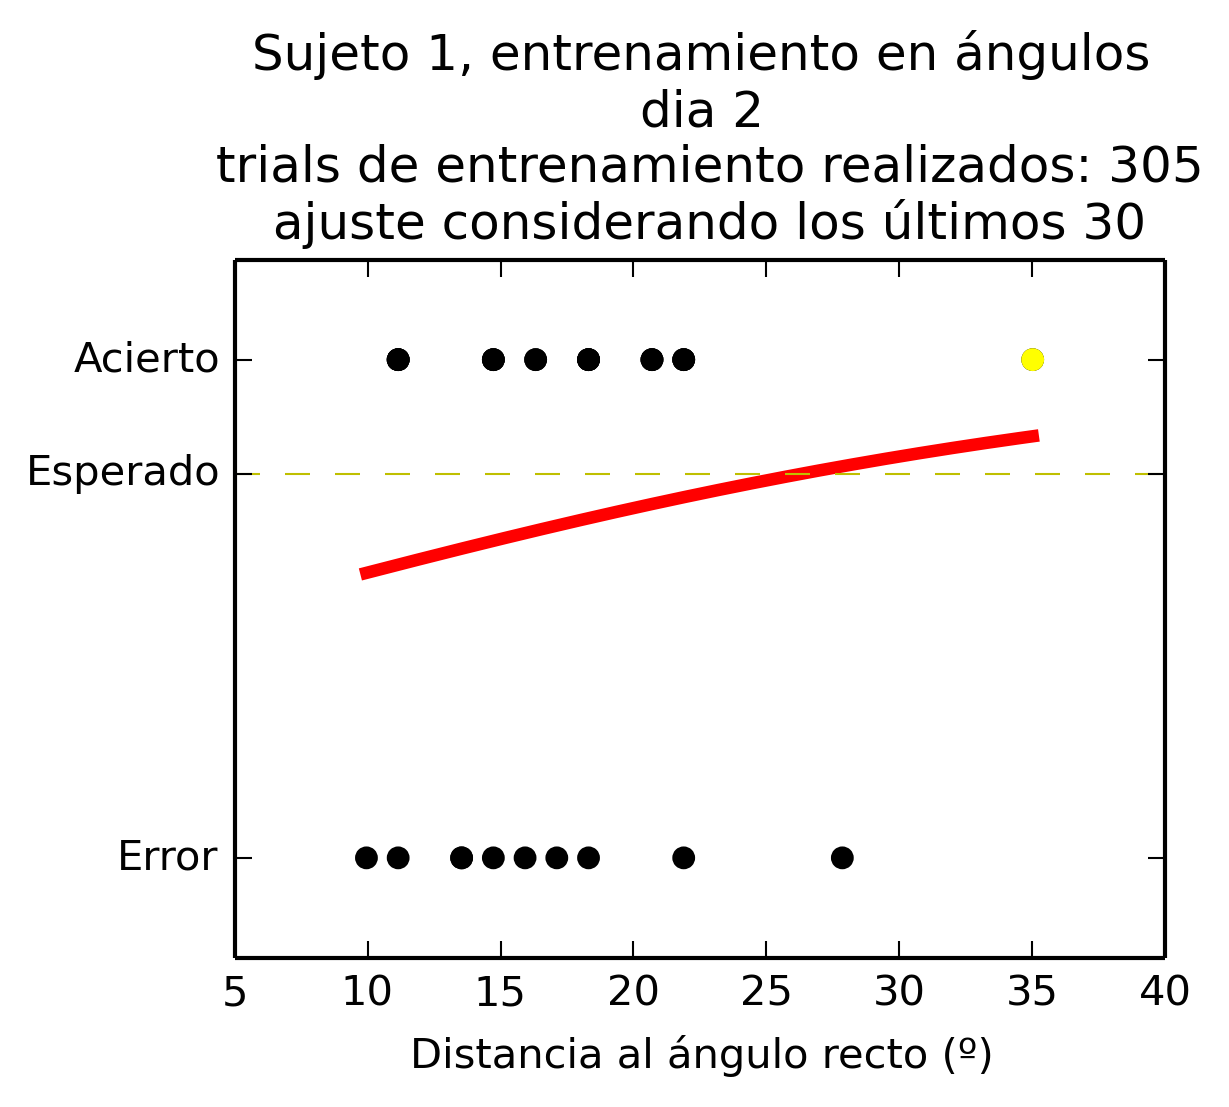 Sujeto 1, entrenamiento en ángulos
dia 2
trials de entrenamiento realizados: 305
ajuste considerando los últimos 30
Acierto
Esperado
Error
5 10 15 20 25 30 35 40
Distancia al ángulo recto (º)